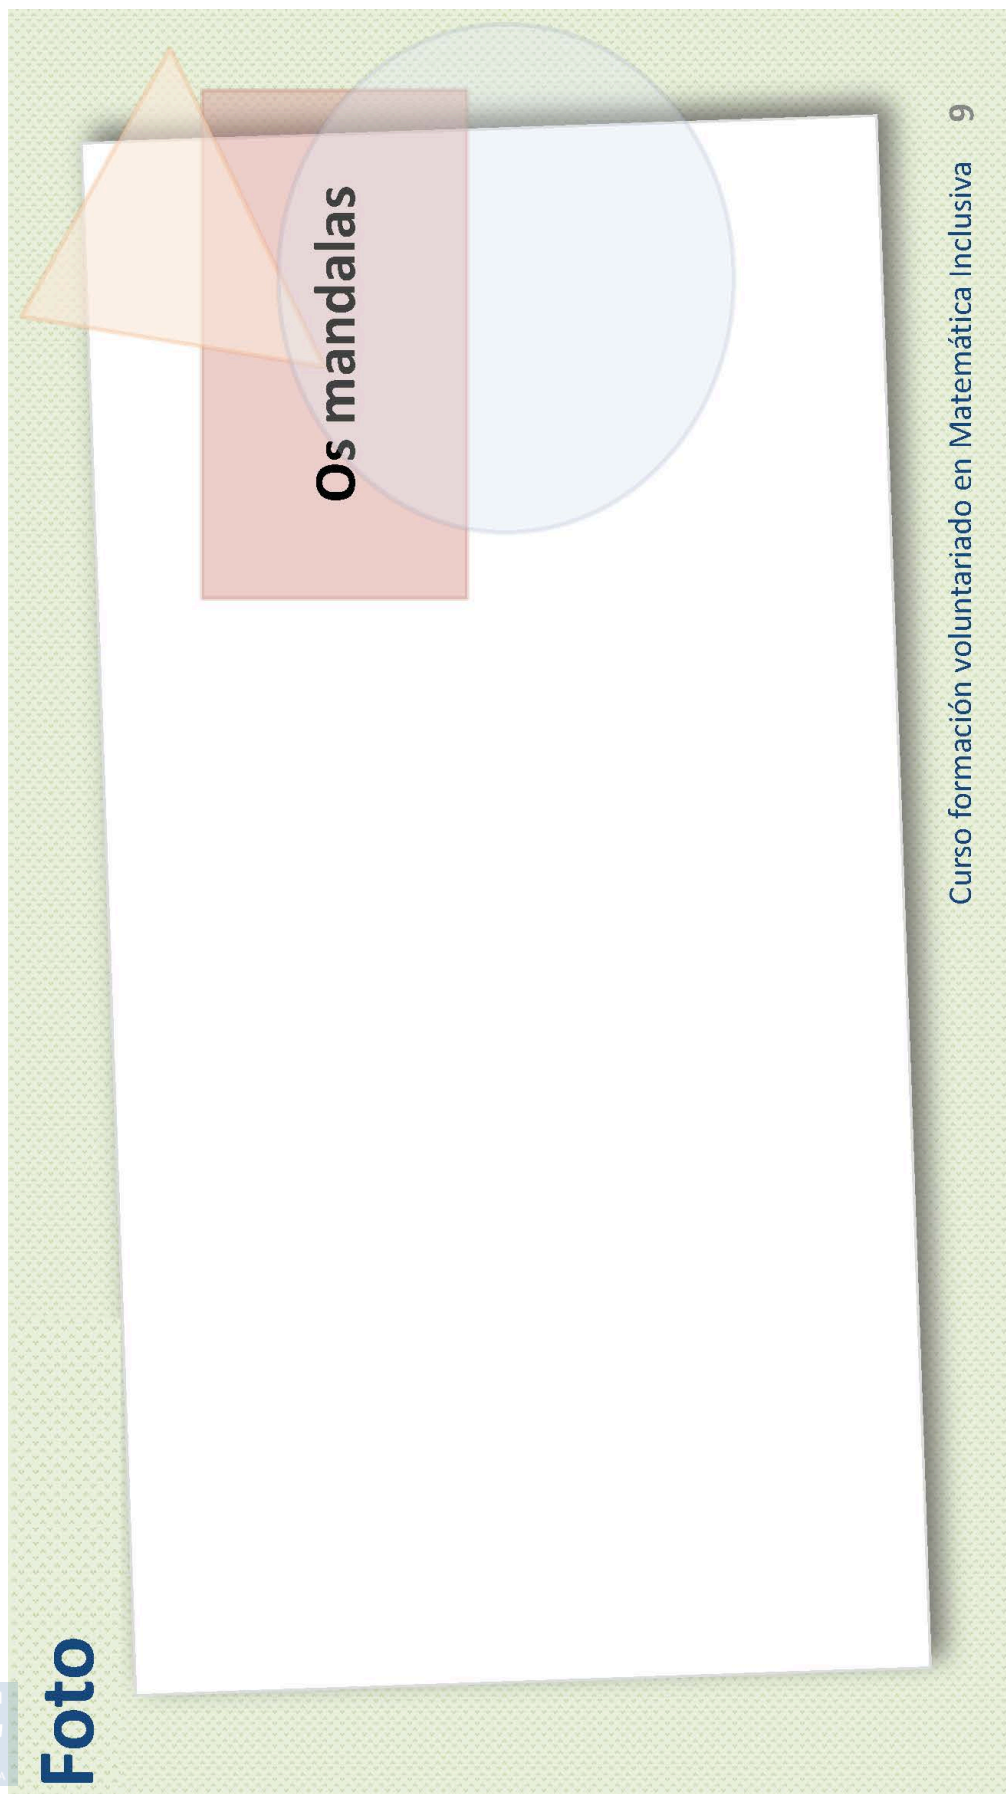 Foto
Os mandalas
Curso formación voluntariado en Matemática Inclusiva 9